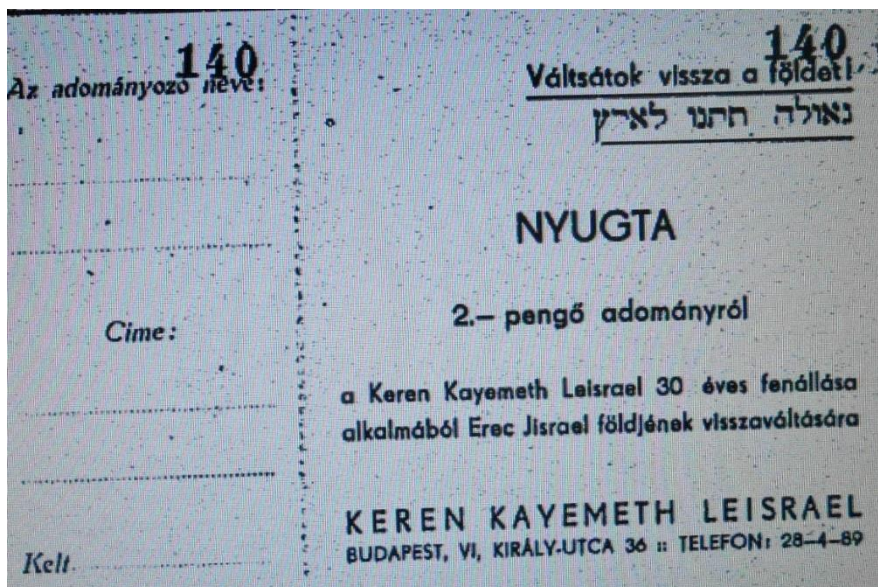 140
Az adományozó neve:
Cime:
Kelt
140
Váltsátok vissza a földet!
גאולה תתנו לארץ
NYUGTA
2.— pengő adományról
a Keren Kayemeth Leisrael 30 éves fenállása
alkalmából Erec Jisrael földjének visszaváltására
KEREN KAYEMETH LEISRAEL
BUDAPEST, VI, KIRÁLY-UTCA 36 :: TELEFON: 28—4—89